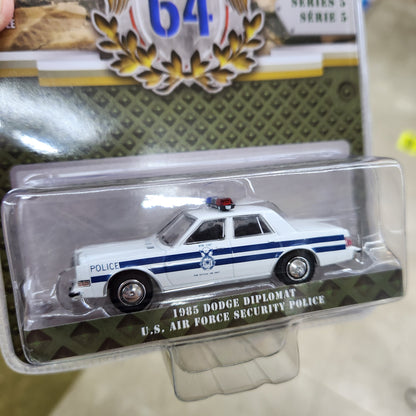 64
SERIES 5
SÉRIE 5
POLICE
1985 DODGE DIPLOMAT
U.S. AIR FORCE SECURITY POLICE